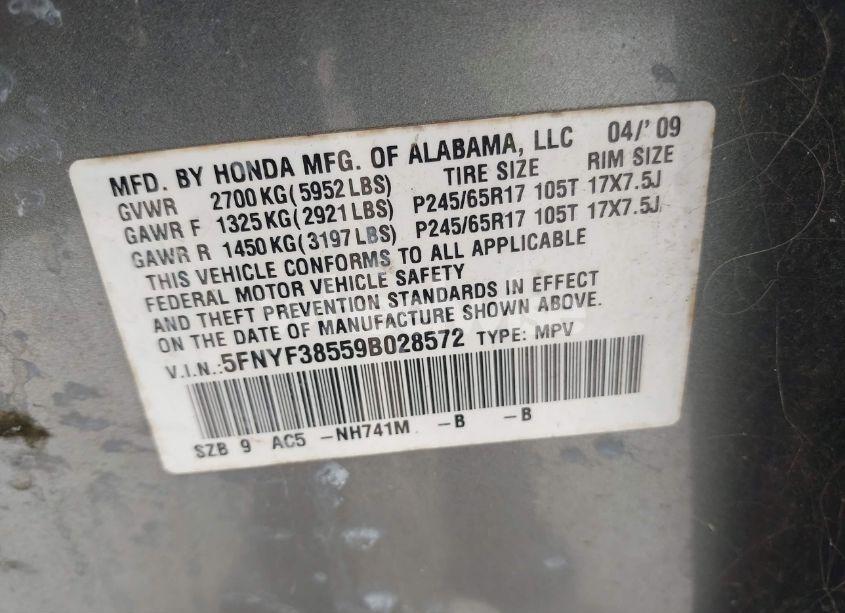 MFD. BY HONDA MFG. OF ALABAMA, LLC 04/'09
GVWR 2700 KG(5952 LBS) TIRE SIZE RIM SIZE
GAWR F 1325 KG(2921 LBS) P245/65R17 105T 17X7.5J
GAWR R 1450 KG(3197 LBS) P245/65R17 105T 17X7.5J
THIS VEHICLE CONFORMS TO ALL APPLICABLE
FEDERAL MOTOR VEHICLE SAFETY
AND THEFT PREVENTION STANDARDS IN EFFECT
ON THE DATE OF MANUFACTURE SHOWN ABOVE.
V.I.N.:5FNYF38559B028572 TYPE: MPV
SZB 9 AC5 -NH741M -B -B